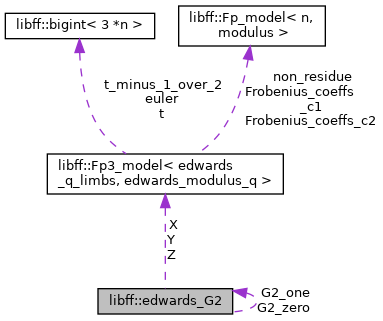 libff::bigint< 3 *n >
libff::Fp_model< n,
modulus >
t_minus_1_over_2
euler
t
non_residue
Frobenius_coeffs
_c1
Frobenius_coeffs_c2
libff::Fp3_model< edwards
_q_limbs, edwards_modulus_q >
X
Y
Z
libff::edwards_G2
G2_one
G2_zero